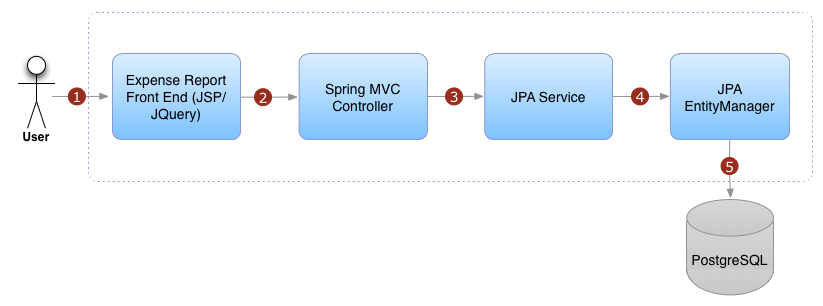 1
User
Expense Report
Front End (JSP/
JQuery)
2
Spring MVC
Controller
3
JPA Service
4
JPA
EntityManager
5
PostgreSQL